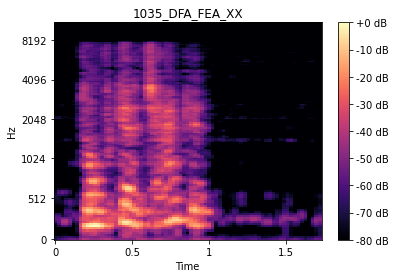 1035_DFA_FEA_XX
+0 dB
8192
-10 dB
4096
-20 dB
-30 dB
2048
Hz
-40 dB
1024
-50 dB
512
-60 dB
-70 dB
0
-80 dB
0
0.5
1
1.5
Time